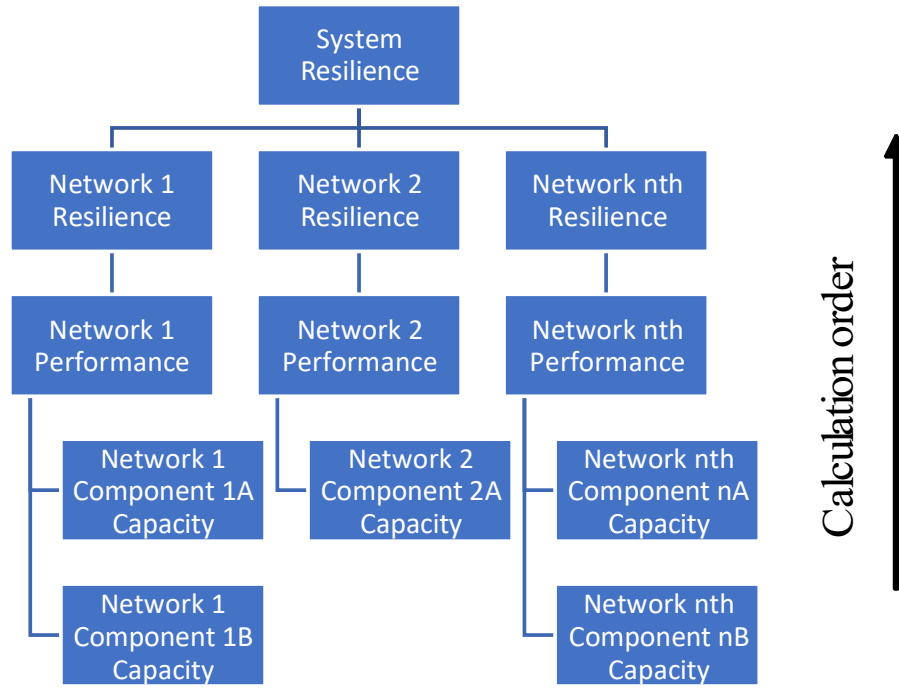 System
Resilience
Network 1
Resilience
Network 2
Resilience
Network nth
Resilience
Network 1
Performance
Network 2
Performance
Network nth
Performance
Network 1
Component 1A
Capacity
Network 2
Component 2A
Capacity
Network nth
Component nA
Capacity
Network 1
Component 1B
Capacity
Network nth
Component nB
Capacity
Calculation order